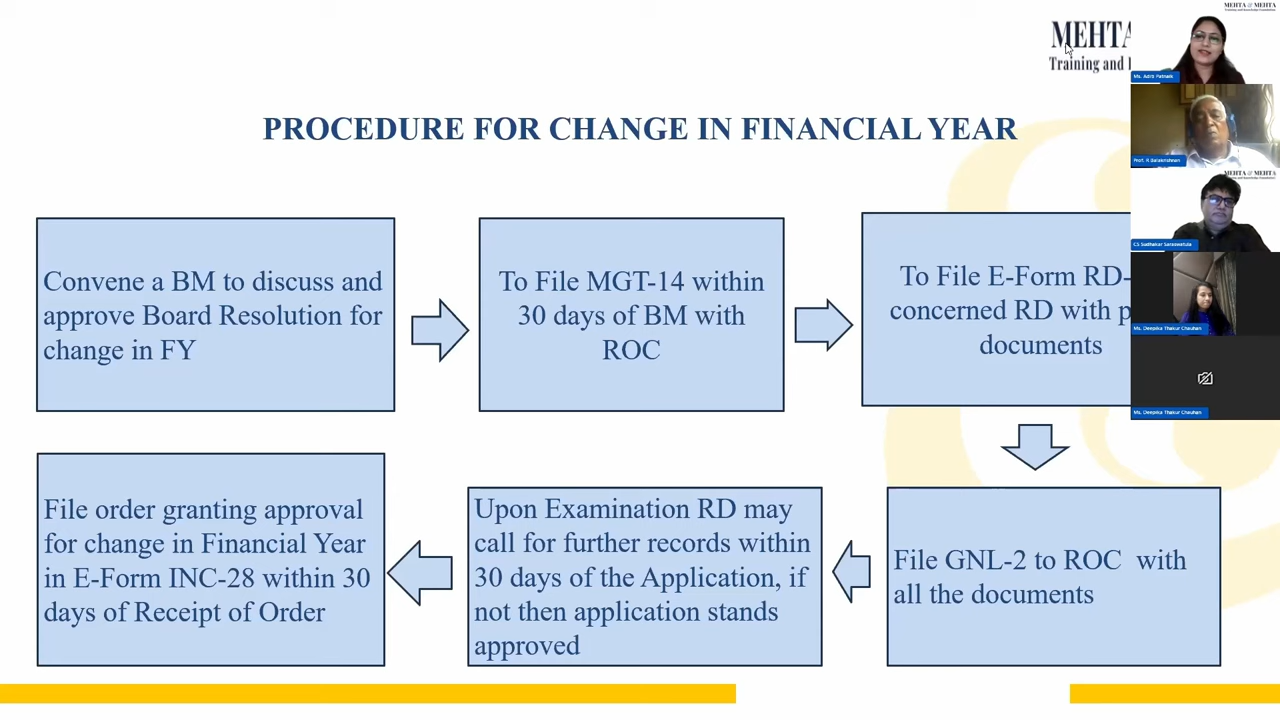 MEHTA & MEHTA
MEHTA
Training and
Ms. Aditi Patnaik
Prof. R Balakrishnan
MEHTA & MEHTA
CS Sudhakar Saraswatula
Ms. Deepika Thakur Chauhan
Ms. Deepika Thakur Chauhan
PROCEDURE FOR CHANGE IN FINANCIAL YEAR
Convene a BM to discuss and
approve Board Resolution for
change in FY
To File MGT-14 within
30 days of BM with
ROC
To File E-Form RD-
concerned RD with p
documents
File GNL-2 to ROC with
all the documents
Upon Examination RD may
call for further records within
30 days of the Application, if
not then application stands
approved
File order granting approval
for change in Financial Year
in E-Form INC-28 within 30
days of Receipt of Order